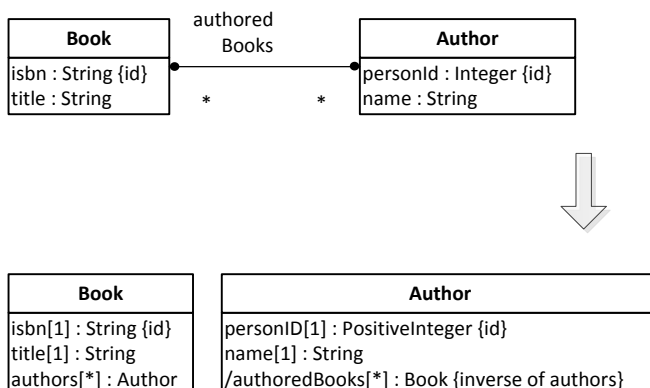 authored
Books
Book
isbn : String {id}
title : String
*
*
Author
personId : Integer {id}
name : String
Book
isbn[1] : String {id}
title[1] : String
authors[*] : Author
Author
personID[1] : PositiveInteger {id}
name[1] : String
/authoredBooks[*] : Book {inverse of authors}